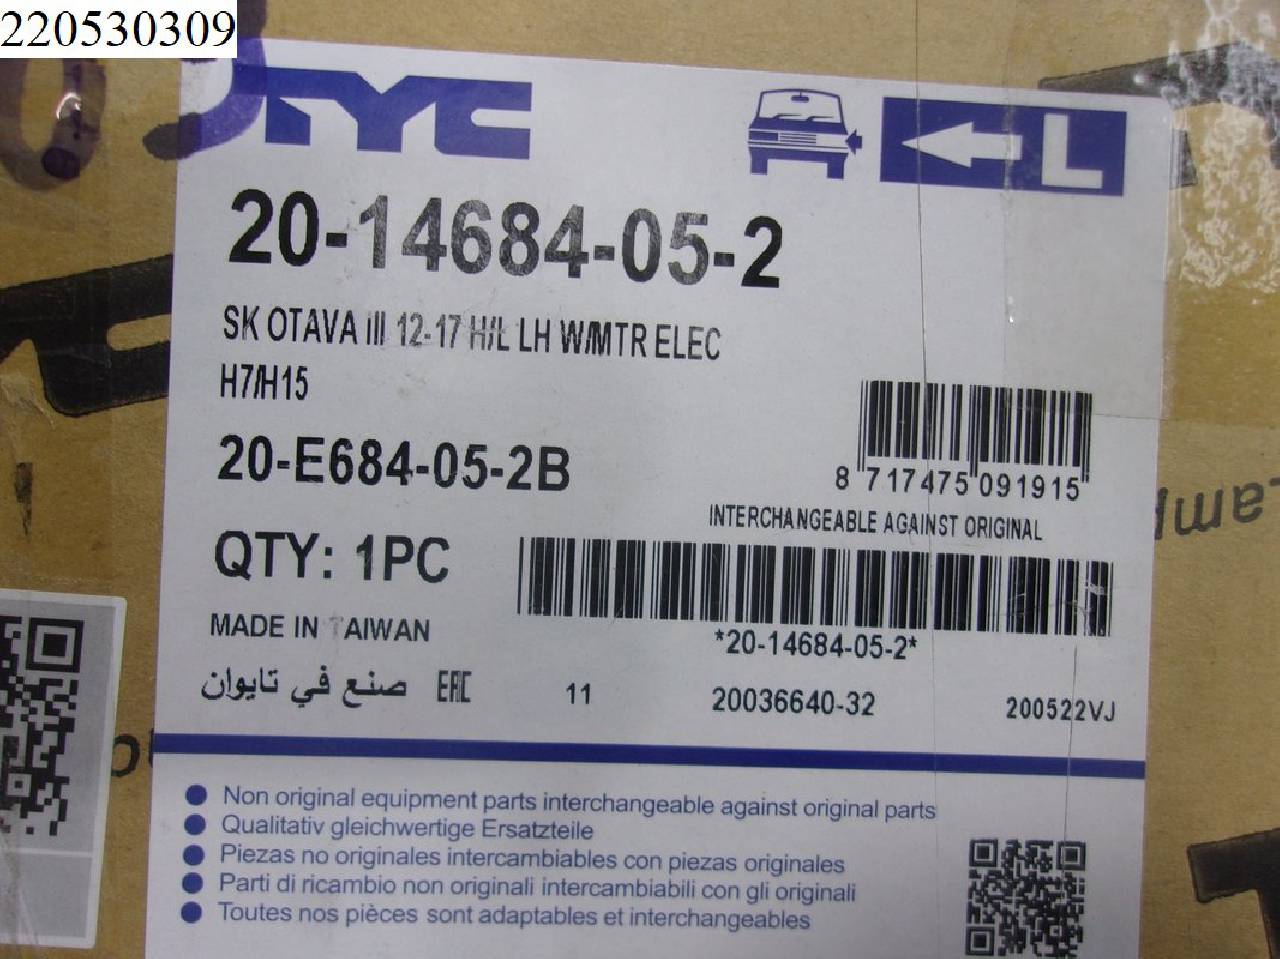 220530309
TYC
L
20-14684-05-2
SK OTAVA III 12-17 H/L LH W/MTR ELEC
H7/H15
8 717475 091915
20-E684-05-2B
INTERCHANGEABLE AGAINST ORIGINAL
QTY: 1PC
*20-14684-05-2*
MADE IN TAIWAN
صنع في تايوان EAC 11 20036640-32 200522VJ
Non original equipment parts interchangeable against original parts
Qualitativ gleichwertige Ersatzteile
Piezas no originales intercambiables con piezas originales
Parti di ricambio non originali intercambiabili con gli originali
Toutes nos pièces sont adaptables et interchangeables